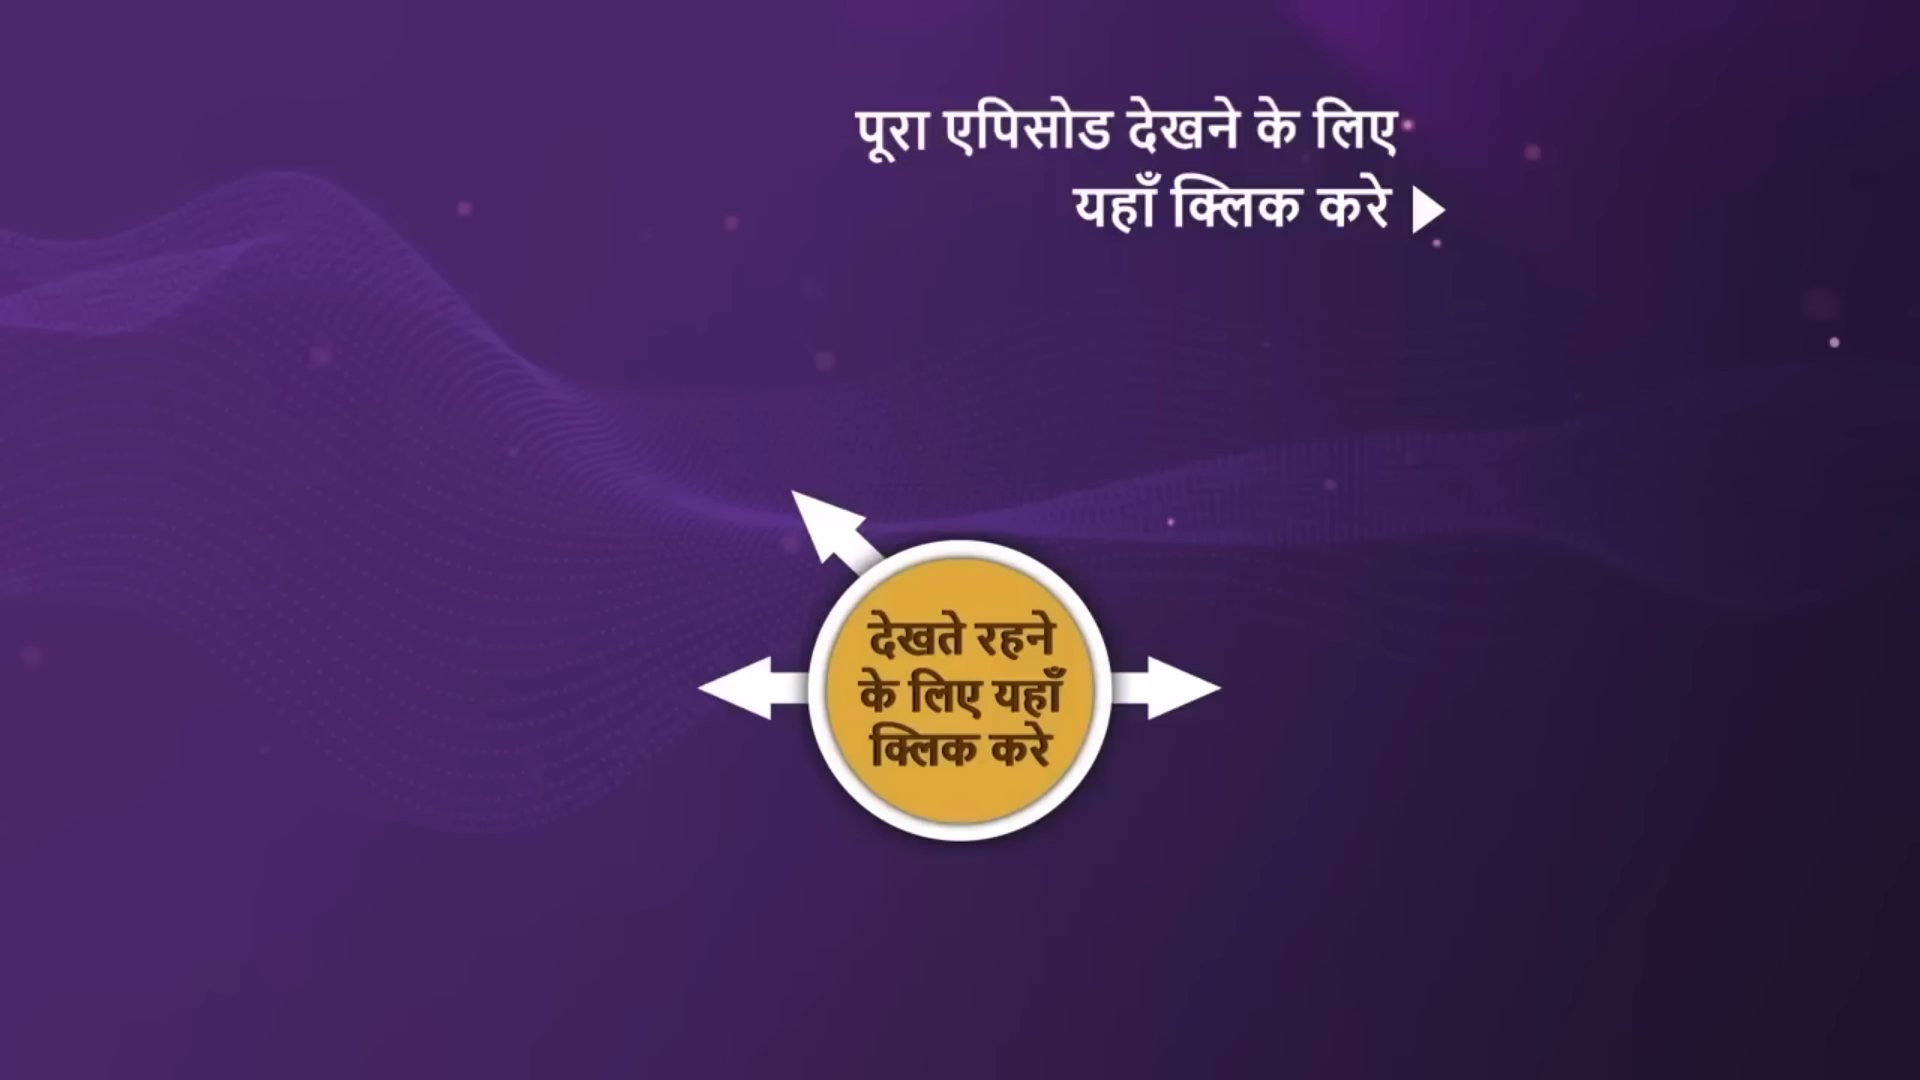 पूरा एपिसोड देखने के लिए
यहाँ क्लिक करे
देखते रहने
के लिए यहाँ
क्लिक करे